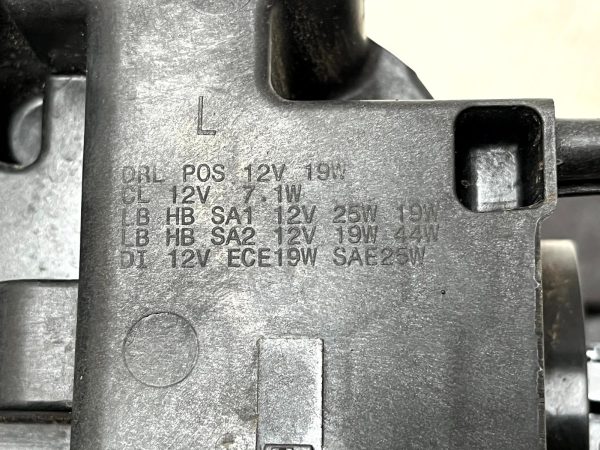 L
DRL POS 12V 19W
CL 12V 7.1W
LB HB SA1 12V 25W 19W
LB HB SA2 12V 19W 44W
DI 12V ECE19W SAE25W